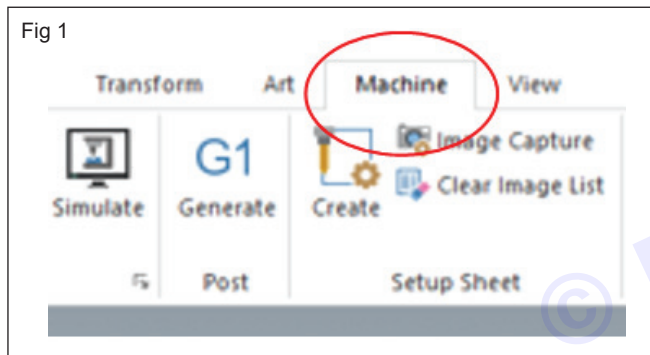 Fig 1
Transform Art Machine View
Image Capture
G1
Clear Image List
Simulate Generate Create
Post Setup Sheet
©